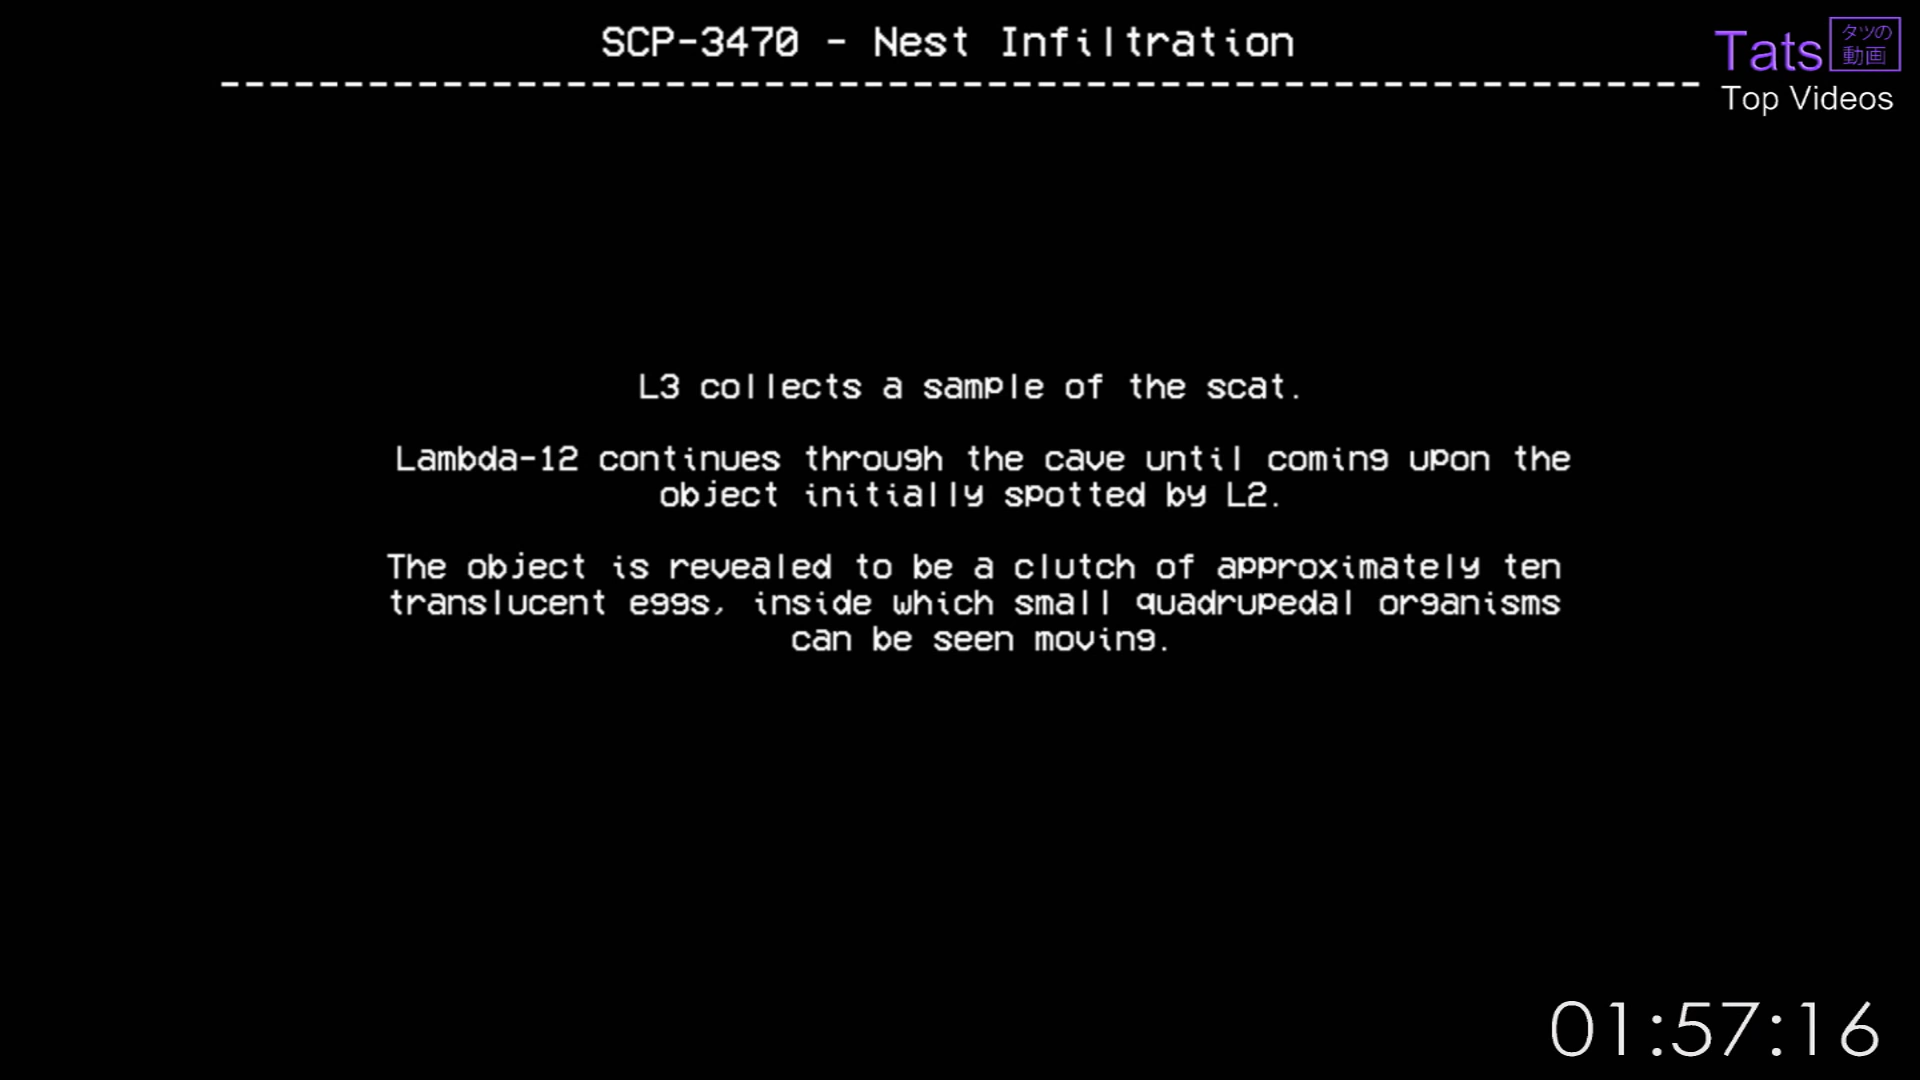 SCP-3470 - Nest Infiltration
Tats
タツの
動画
Top Videos
L3 collects a sample of the scat.
Lambda-12 continues through the cave until coming upon the
object initially spotted by L2.
The object is revealed to be a clutch of approximately ten
translucent eggs, inside which small quadrupedal organisms
can be seen moving.
01:57:16